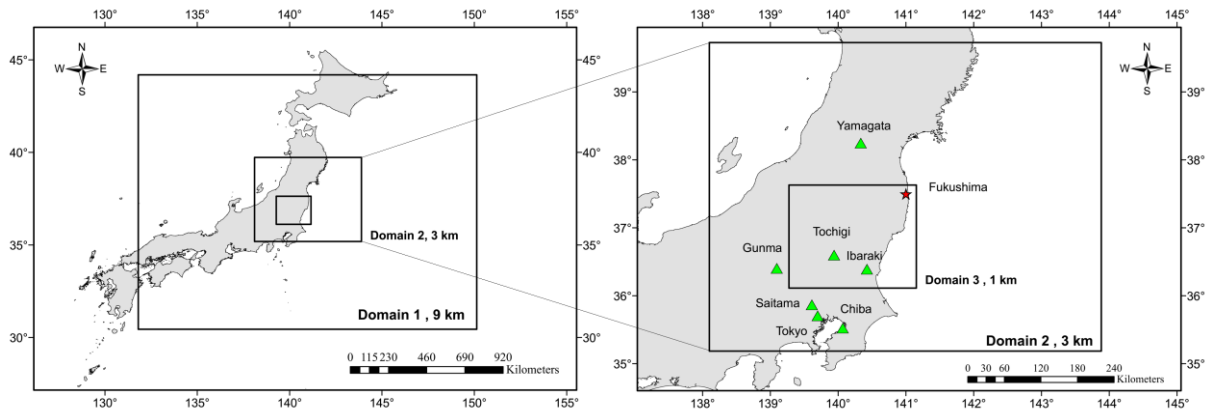 130° 135° 140° 145° 150° 155°
45°
40°
35°
30°
N
W E
S
Domain 2, 3 km
Domain 1 , 9 km
0 115 230 460 690 920
Kilometers
45°
40°
35°
30°
130° 135° 140° 145° 150° 155°
138° 139° 140° 141° 142° 143° 144° 145°
39°
38°
37°
36°
35°
N
W E
S
Yamagata
Fukushima
Tochigi
Gunma
Ibaraki
Domain 3 , 1 km
Saitama
Chiba
Tokyo
Domain 2 , 3 km
0 30 60 120 180 240
Kilometers
39°
38°
37°
36°
35°
138° 139° 140° 141° 142° 143° 144° 145°